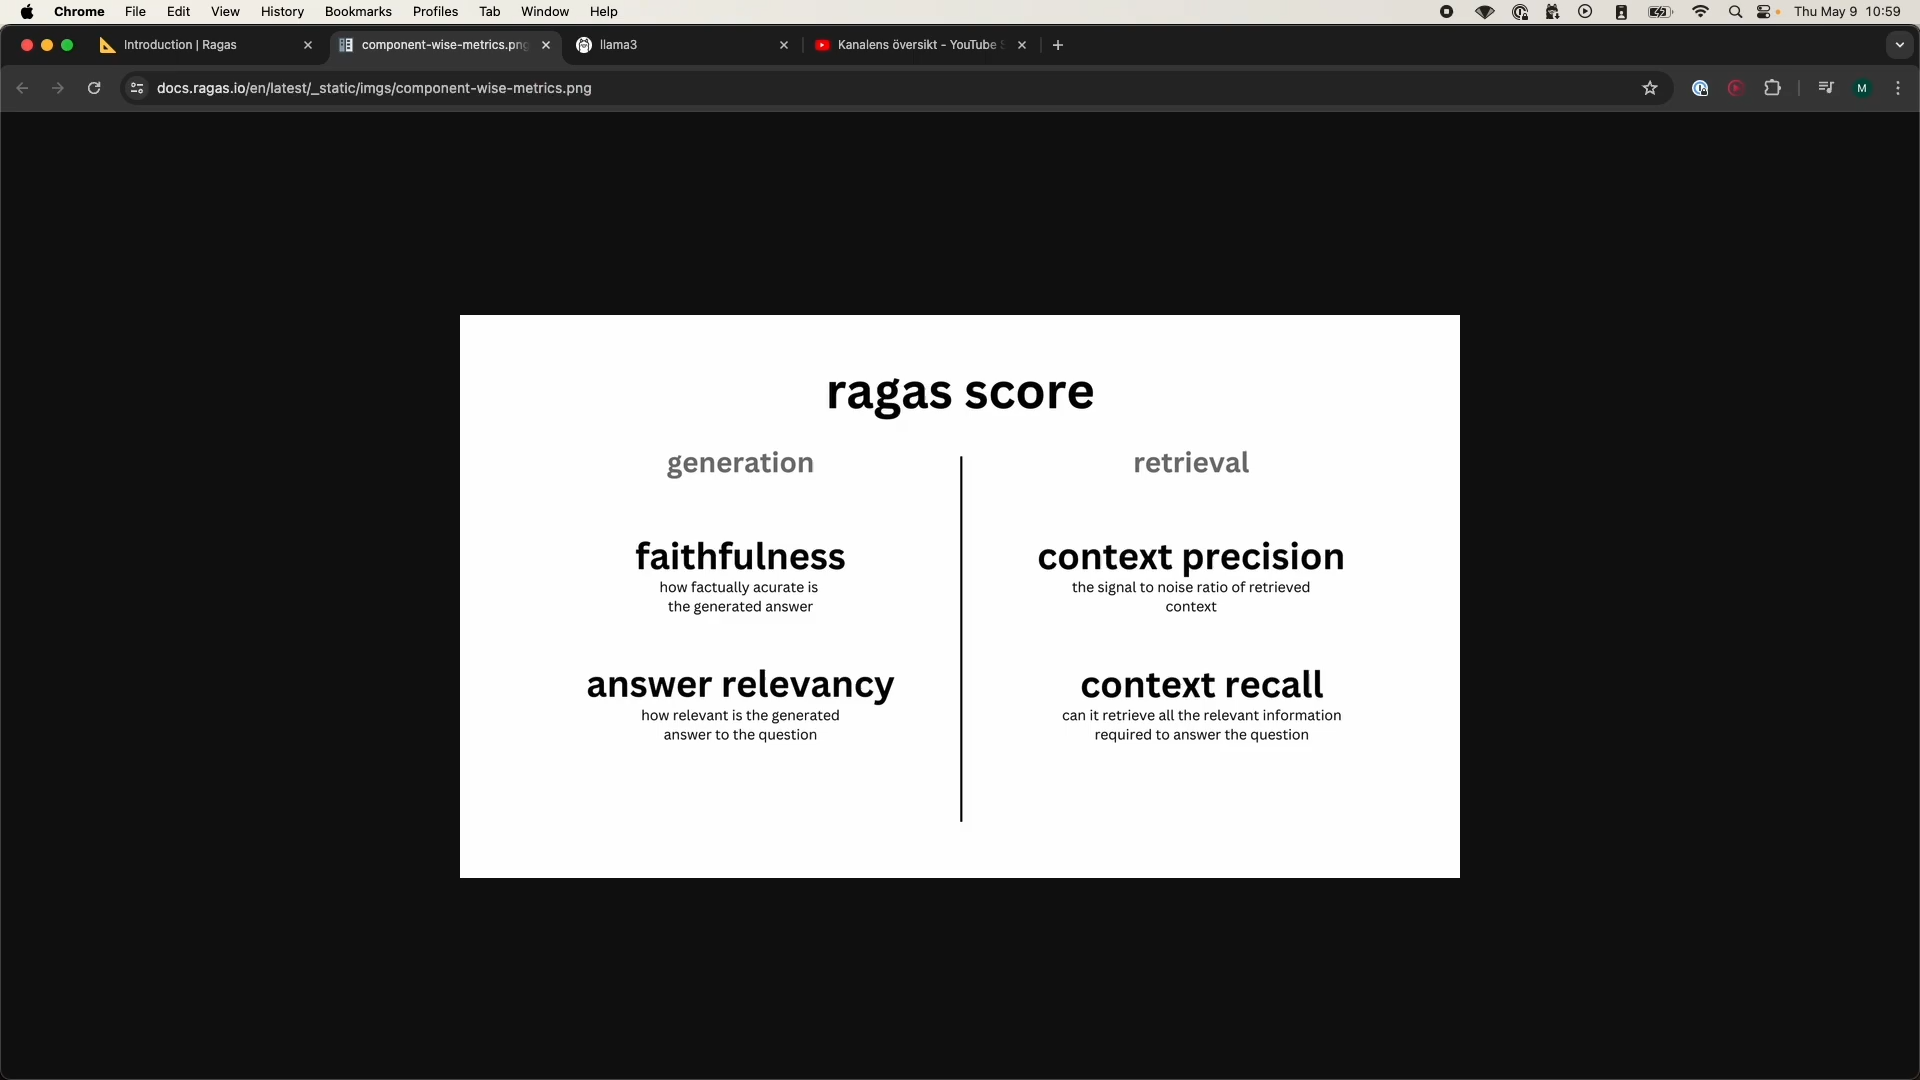 Chrome File Edit View History Bookmarks Profiles Tab Window Help Thu May 9 10:59
Introduction | Ragas component-wise-metrics.png llama3 Kanalens översikt - YouTube
docs.ragas.io/en/latest/_static/imgs/component-wise-metrics.png M
ragas score
generation
faithfulness
how factually acurate is
the generated answer
answer relevancy
how relevant is the generated
answer to the question
retrieval
context precision
the signal to noise ratio of retrieved
context
context recall
can it retrieve all the relevant information
required to answer the question